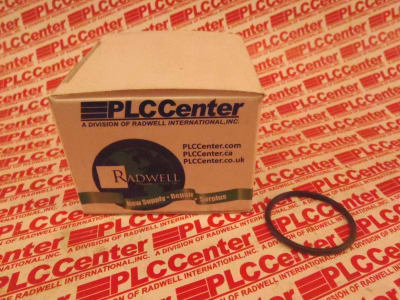 PLCCenter
A DIVISION OF RADWELL INTERNATIONAL, INC.
PLCCenter.com
PLCCenter.ca
PLCCenter.co.uk
RADWELL
New Supply • Repair • Surplus
PLCCenter
A DIVISION OF RADWELL INTERNATIONAL, INC.